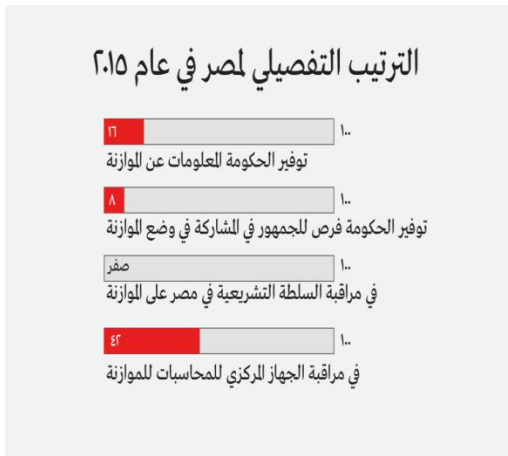 الترتيب التفصيلي لمصر في عام ٢٠١٥
١٠٠ ١٦
توفير الحكومة المعلومات عن الموازنة
١٠٠ ٨
توفير الحكومة فرص للجمهور في المشاركة في وضع الموازنة
١٠٠ صفر
في مراقبة السلطة التشريعية في مصر على الموازنة
١٠٠ ٤٢
في مراقبة الجهاز المركزي للمحاسبات للموازنة